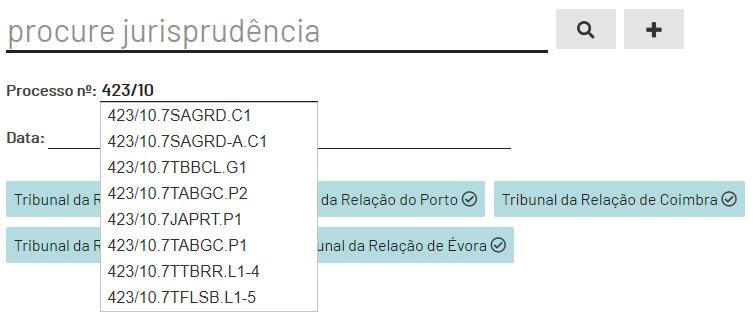 procure jurisprudência
Processo nº: 423/10
423/10.7SAGRD.C1
423/10.7SAGRD-A.C1
Data:
423/10.7TBBCL.G1
423/10.7TABGC.P2
Tribunal da R da Relação do Porto Tribunal da Relação de Coimbra
423/10.7JAPRT.P1
423/10.7TABGC.P1
Tribunal da R unal da Relação de Évora
423/10.7TTBRR.L1-4
423/10.7TFLSB.L1-5